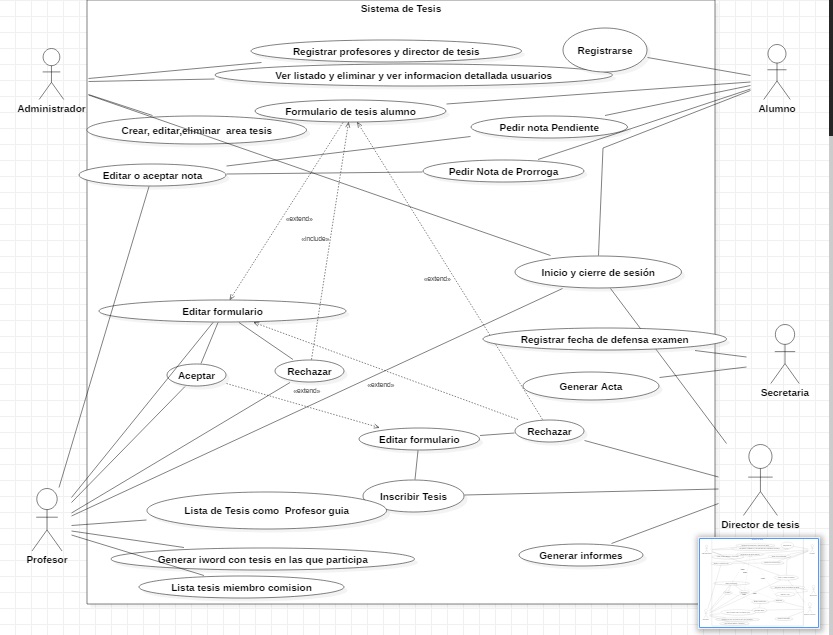 Sistema de Tesis
Registrar profesores y director de tesis
Registrarse
Ver listado y eliminar y ver informacion detallada usuarios
Administrador
Alumno
Formulario de tesis alumno
Crear, editar,eliminar  area tesis
Pedir nota Pendiente
Editar o aceptar nota
Pedir Nota de Prorroga
«extend»
«include»
Inicio y cierre de sesión
«extend»
Editar formulario
Registrar fecha de defensa examen
Aceptar
Rechazar
«extend»
«extend»
Generar Acta
Secretaria
Rechazar
Editar formulario
Inscribir Tesis
Lista de Tesis como  Profesor guia
Director de tesis
Profesor
Generar iword con tesis en las que participa
Generar informes
Lista tesis miembro comision